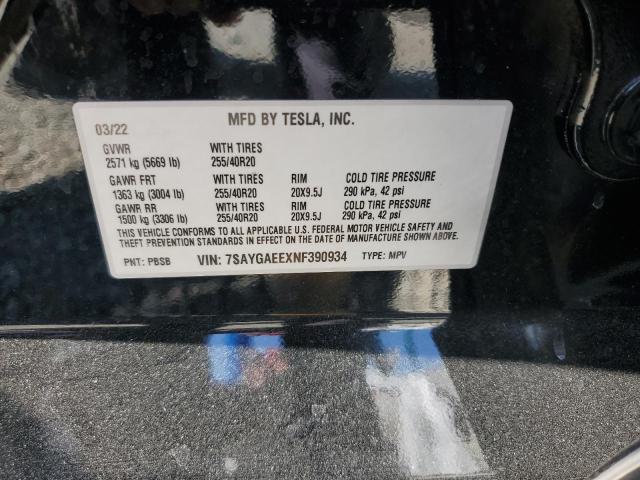 03/22 MFD BY TESLA, INC.
GVWR WITH TIRES
2571 kg (5669 lb) 255/40R20
GAWR FRT WITH TIRES RIM COLD TIRE PRESSURE
1363 kg (3004 lb) 255/40R20 20X9.5J 290 kPa, 42 psi
GAWR RR WITH TIRES RIM COLD TIRE PRESSURE
1500 kg (3306 lb) 255/40R20 20X9.5J 290 kPa, 42 psi
THIS VEHICLE CONFORMS TO ALL APPLICABLE U.S. FEDERAL MOTOR VEHICLE SAFETY AND
THEFT PREVENTION STANDARDS IN EFFECT ON THE DATE OF MANUFACTURE SHOWN ABOVE.
PNT: PBSB VIN: 7SAYGAEEXNF390934 TYPE: MPV